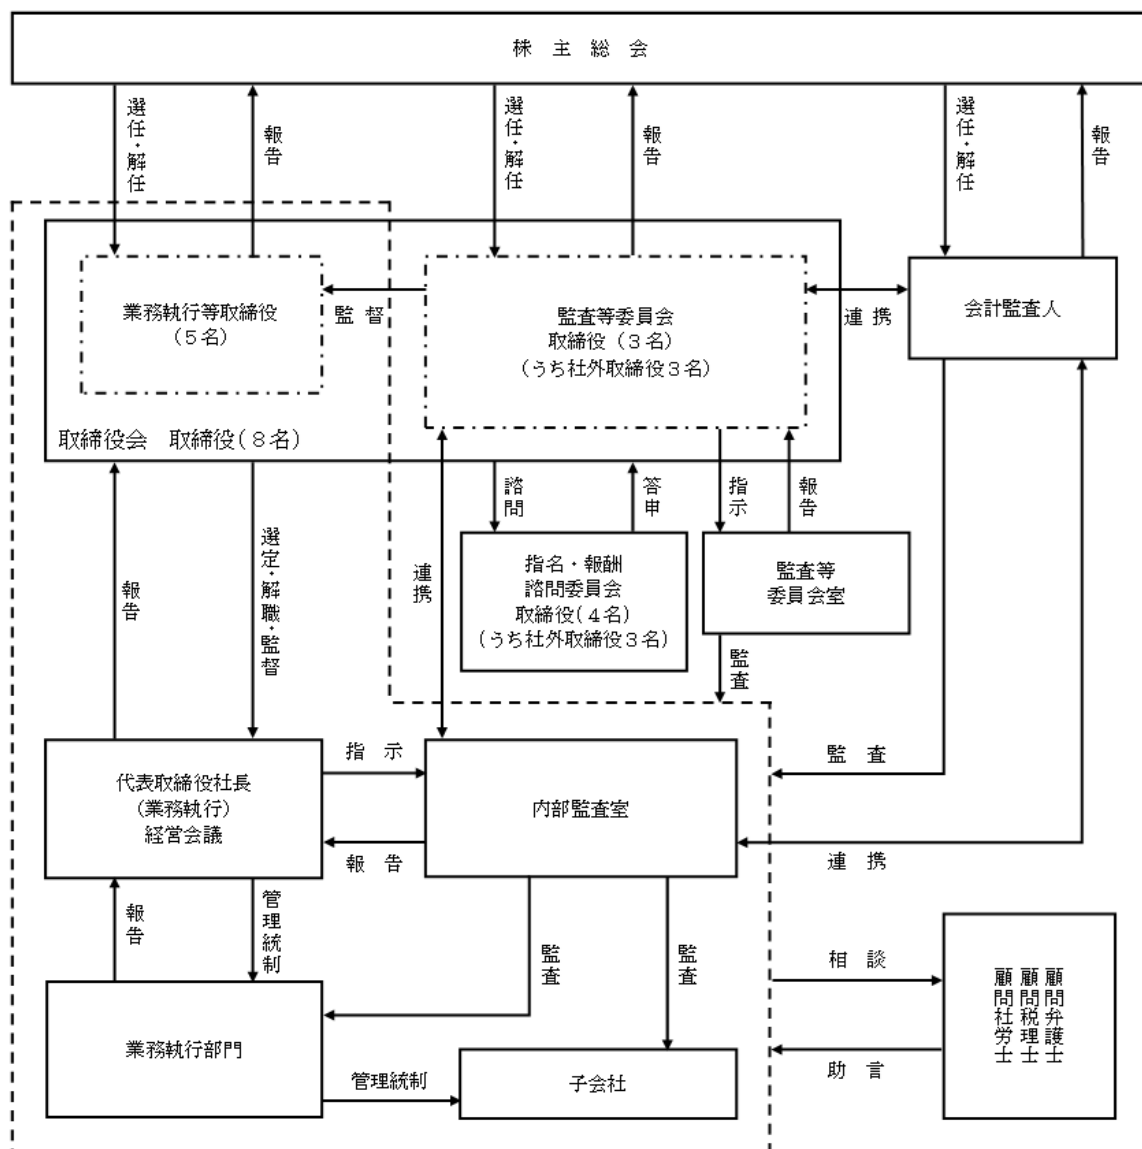 株 主 総 会
選任・解任
報告
選任・解任
報告
選任・解任
報告
業務執行等取締役
(５名)
監 督
監査等委員会
取締役 (３名)
(うち社外取締役３名)
連 携
会計監査人
取締役会 取締役(８名)
報告
選定・解職・監督
連携
諮問
答申
指示
報告
指名・報酬
諮問委員会
取締役(４名)
(うち社外取締役３名)
監査等
委員会室
監査
代表取締役社長
(業務執行)
経営会議
指 示
報 告
内部監査室
監 査
連 携
報告
管理統制
監査
監査
業務執行部門
管理統制
子会社
相 談
助 言
顧問弁護士
顧問税理士
顧問社労士